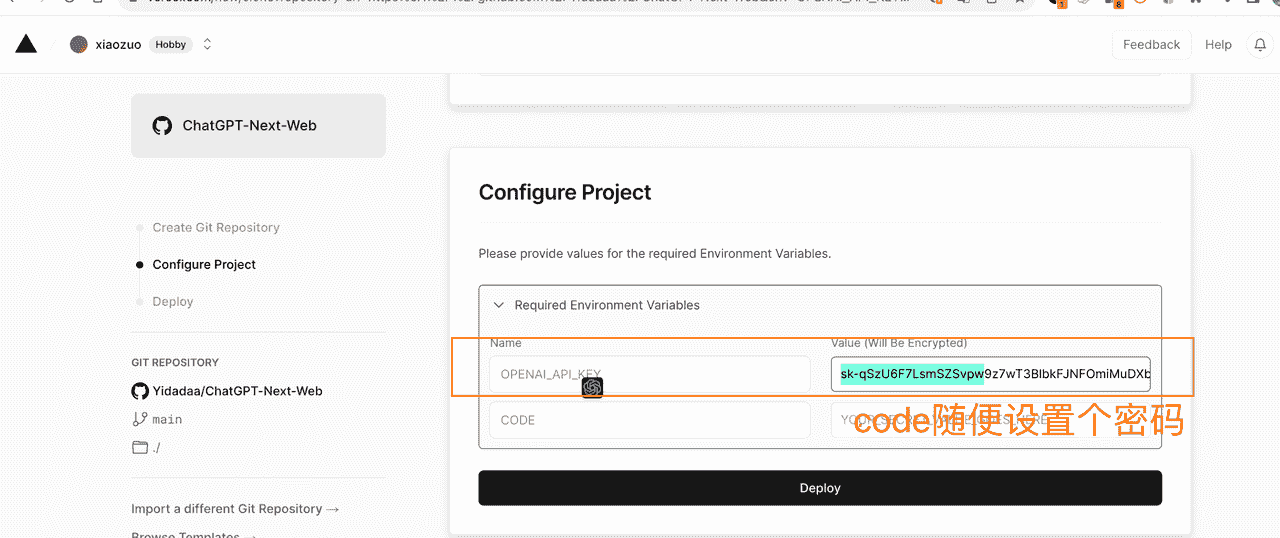 xiaozuo Hobby
Feedback Help
ChatGPT-Next-Web
Configure Project
Create Git Repository
Configure Project
Deploy
Please provide values for the required Environment Variables.
Required Environment Variables
Name Value (Will Be Encrypted)
OPENAI_API_KEY sk-qSzU6F7LsmSZSvpw9z7wT3BlbkFJNFOmiMuDXb
CODE
code随便设置个密码
Deploy
GIT REPOSITORY
Yidadaa/ChatGPT-Next-Web
main
./
Import a different Git Repository →
Browse Templates →